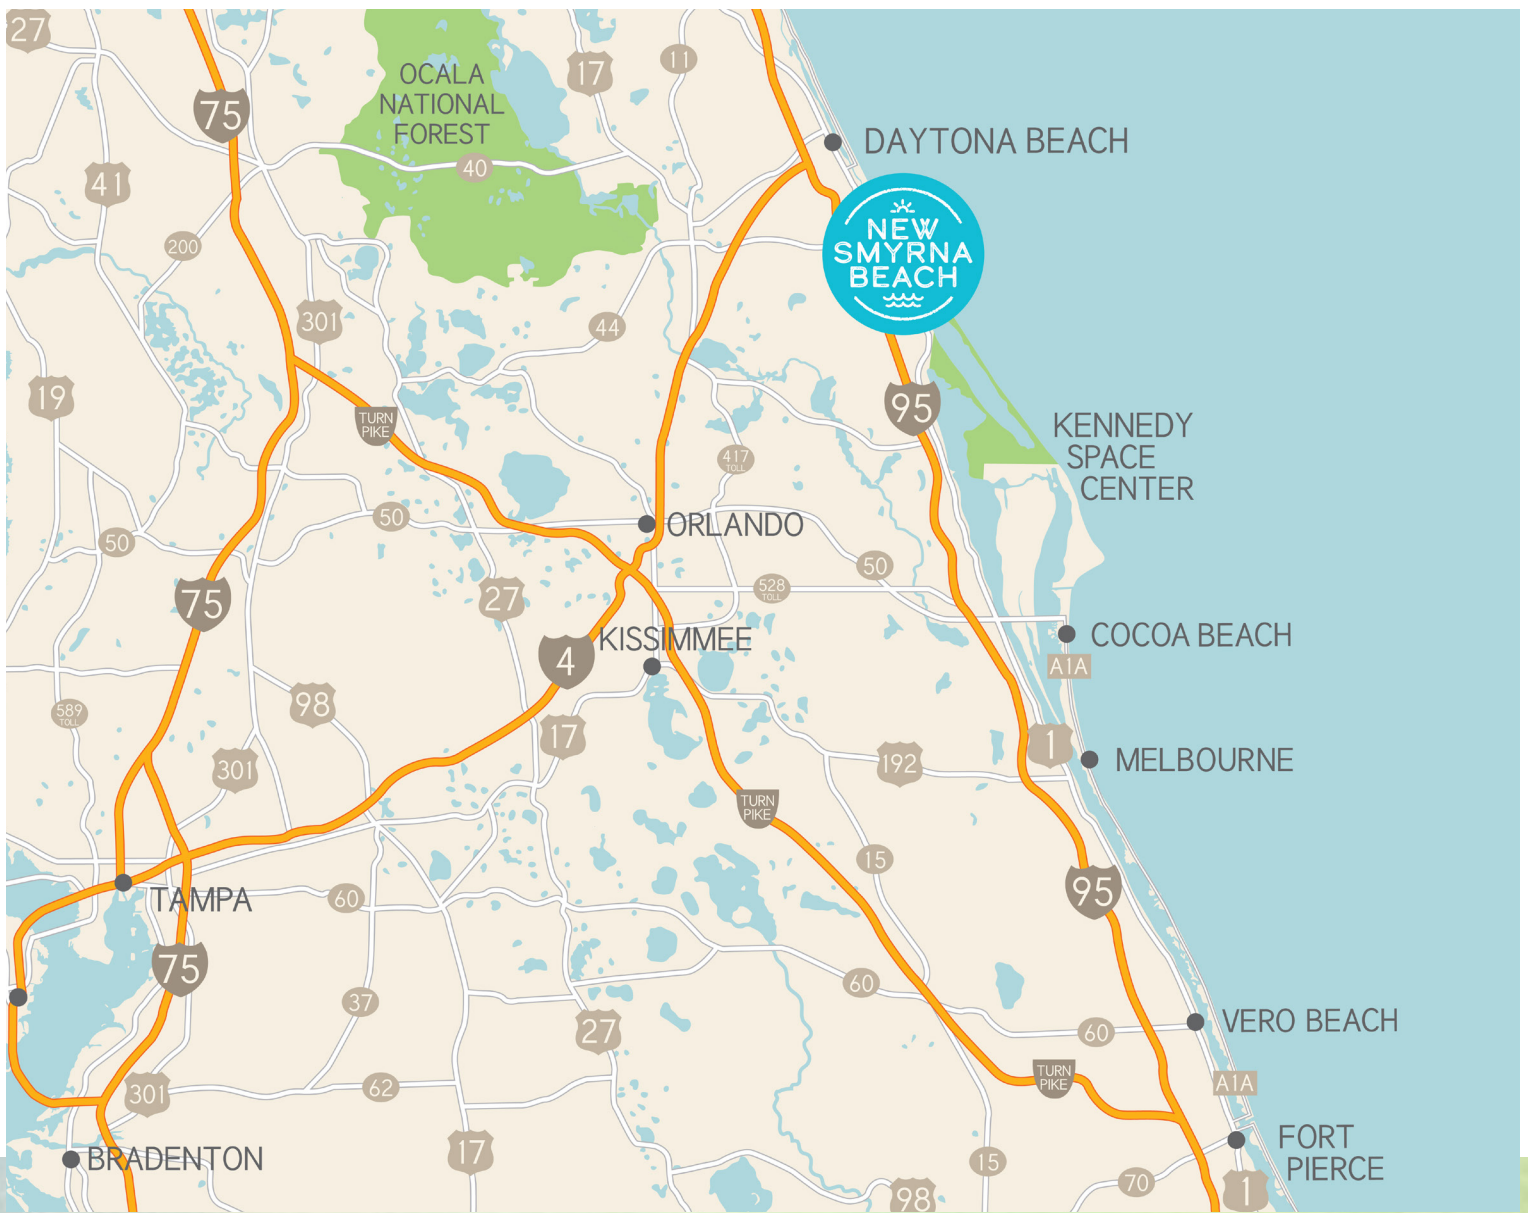 27
17
11
OCALA
NATIONAL
FOREST
75
DAYTONA BEACH
40
41
NEW
SMYRNA
BEACH
200
301
44
19
95
TURN
PIKE
KENNEDY
SPACE
CENTER
417
TOLL
50
ORLANDO
50
50
528
TOLL
75
27
KISSIMMEE
COCOA BEACH
4
A1A
98
589
TOLL
17
1
MELBOURNE
301
192
TURN
PIKE
15
95
TAMPA
60
75
60
37
27
VERO BEACH
60
TURN
PIKE
A1A
301
62
FORT
PIERCE
17
BRADENTON
15
70
98
1